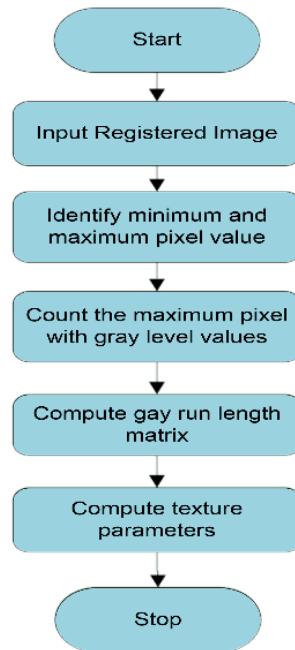 Start
Input Registered Image
Identify minimum and
maximum pixel value
Count the maximum pixel
with gray level values
Compute gay run length
matrix
Compute texture
parameters
Stop